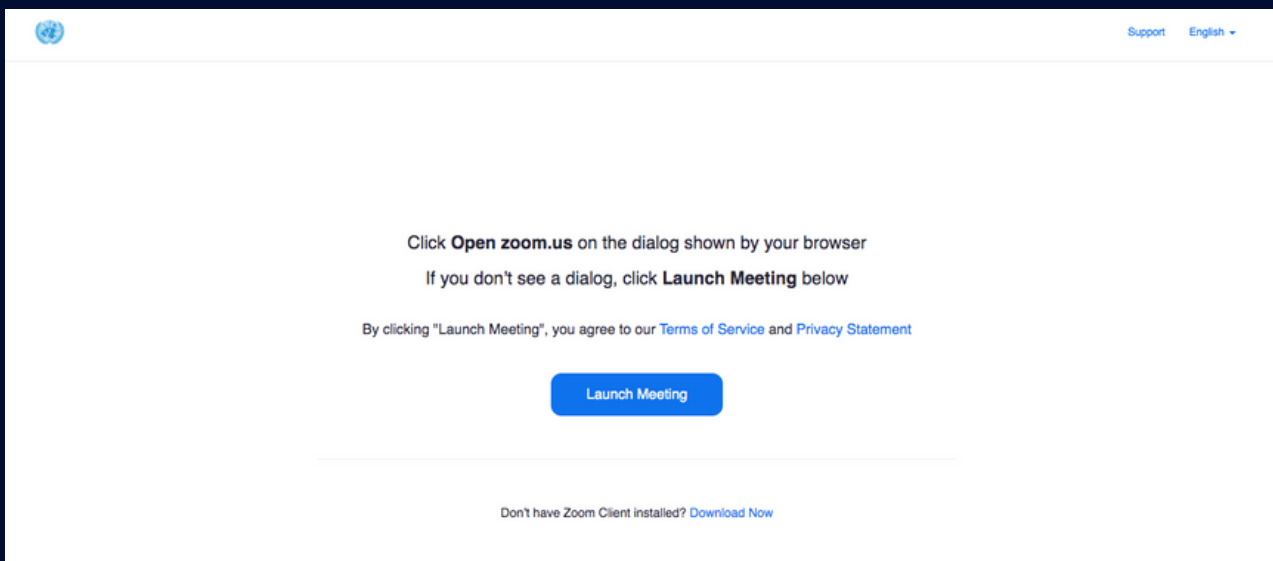 Support English
Click Open zoom.us on the dialog shown by your browser
If you don't see a dialog, click Launch Meeting below
By clicking "Launch Meeting", you agree to our Terms of Service and Privacy Statement
Launch Meeting
Don't have Zoom Client installed? Download Now